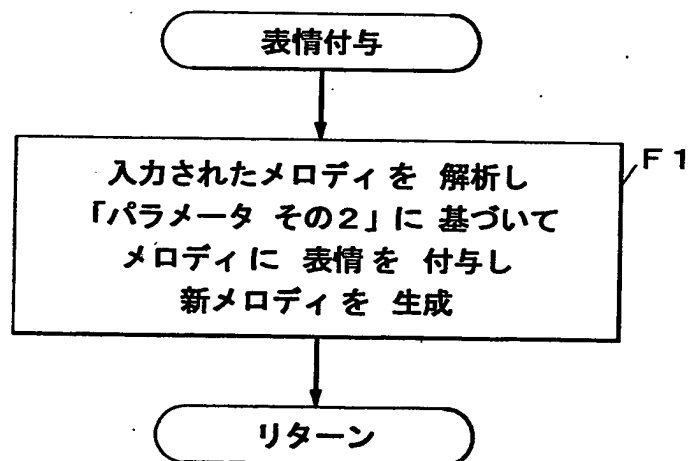 表情付与
F1
入力されたメロディを 解析し
「パラメータ その2」に 基づいて
メロディに 表情を 付与し
新メロディを 生成
リターン